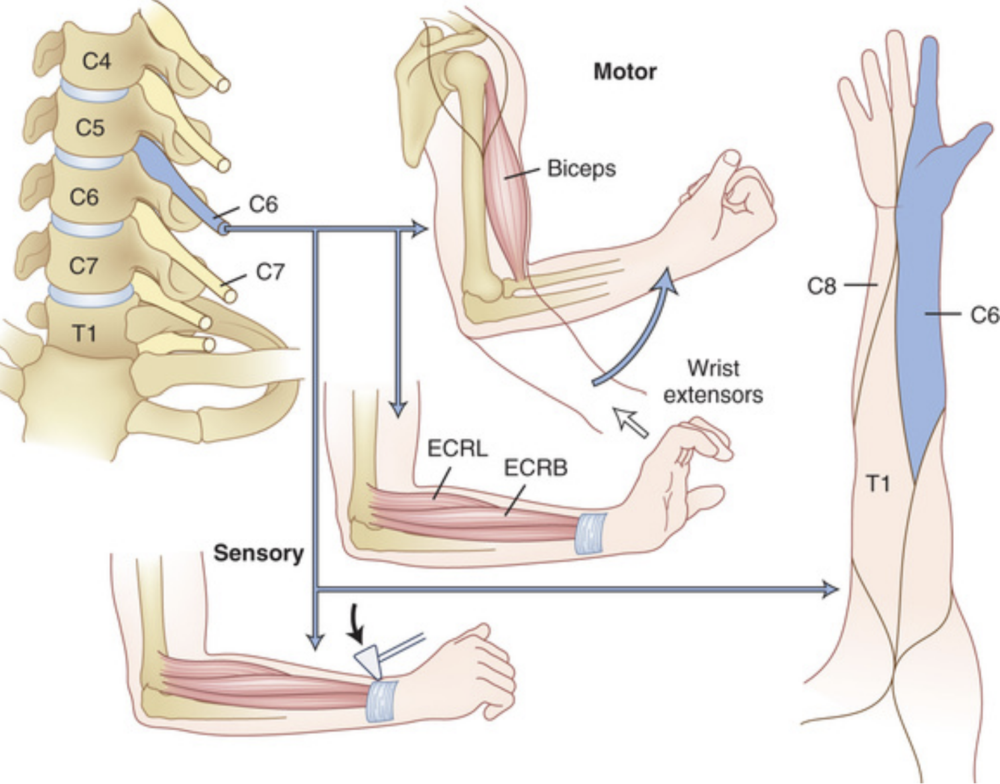 C4
C5
C6
C7
T1
C6
C7
Motor
Biceps
Wrist
extensors
ECRL
ECRB
Sensory
C8
C6
T1